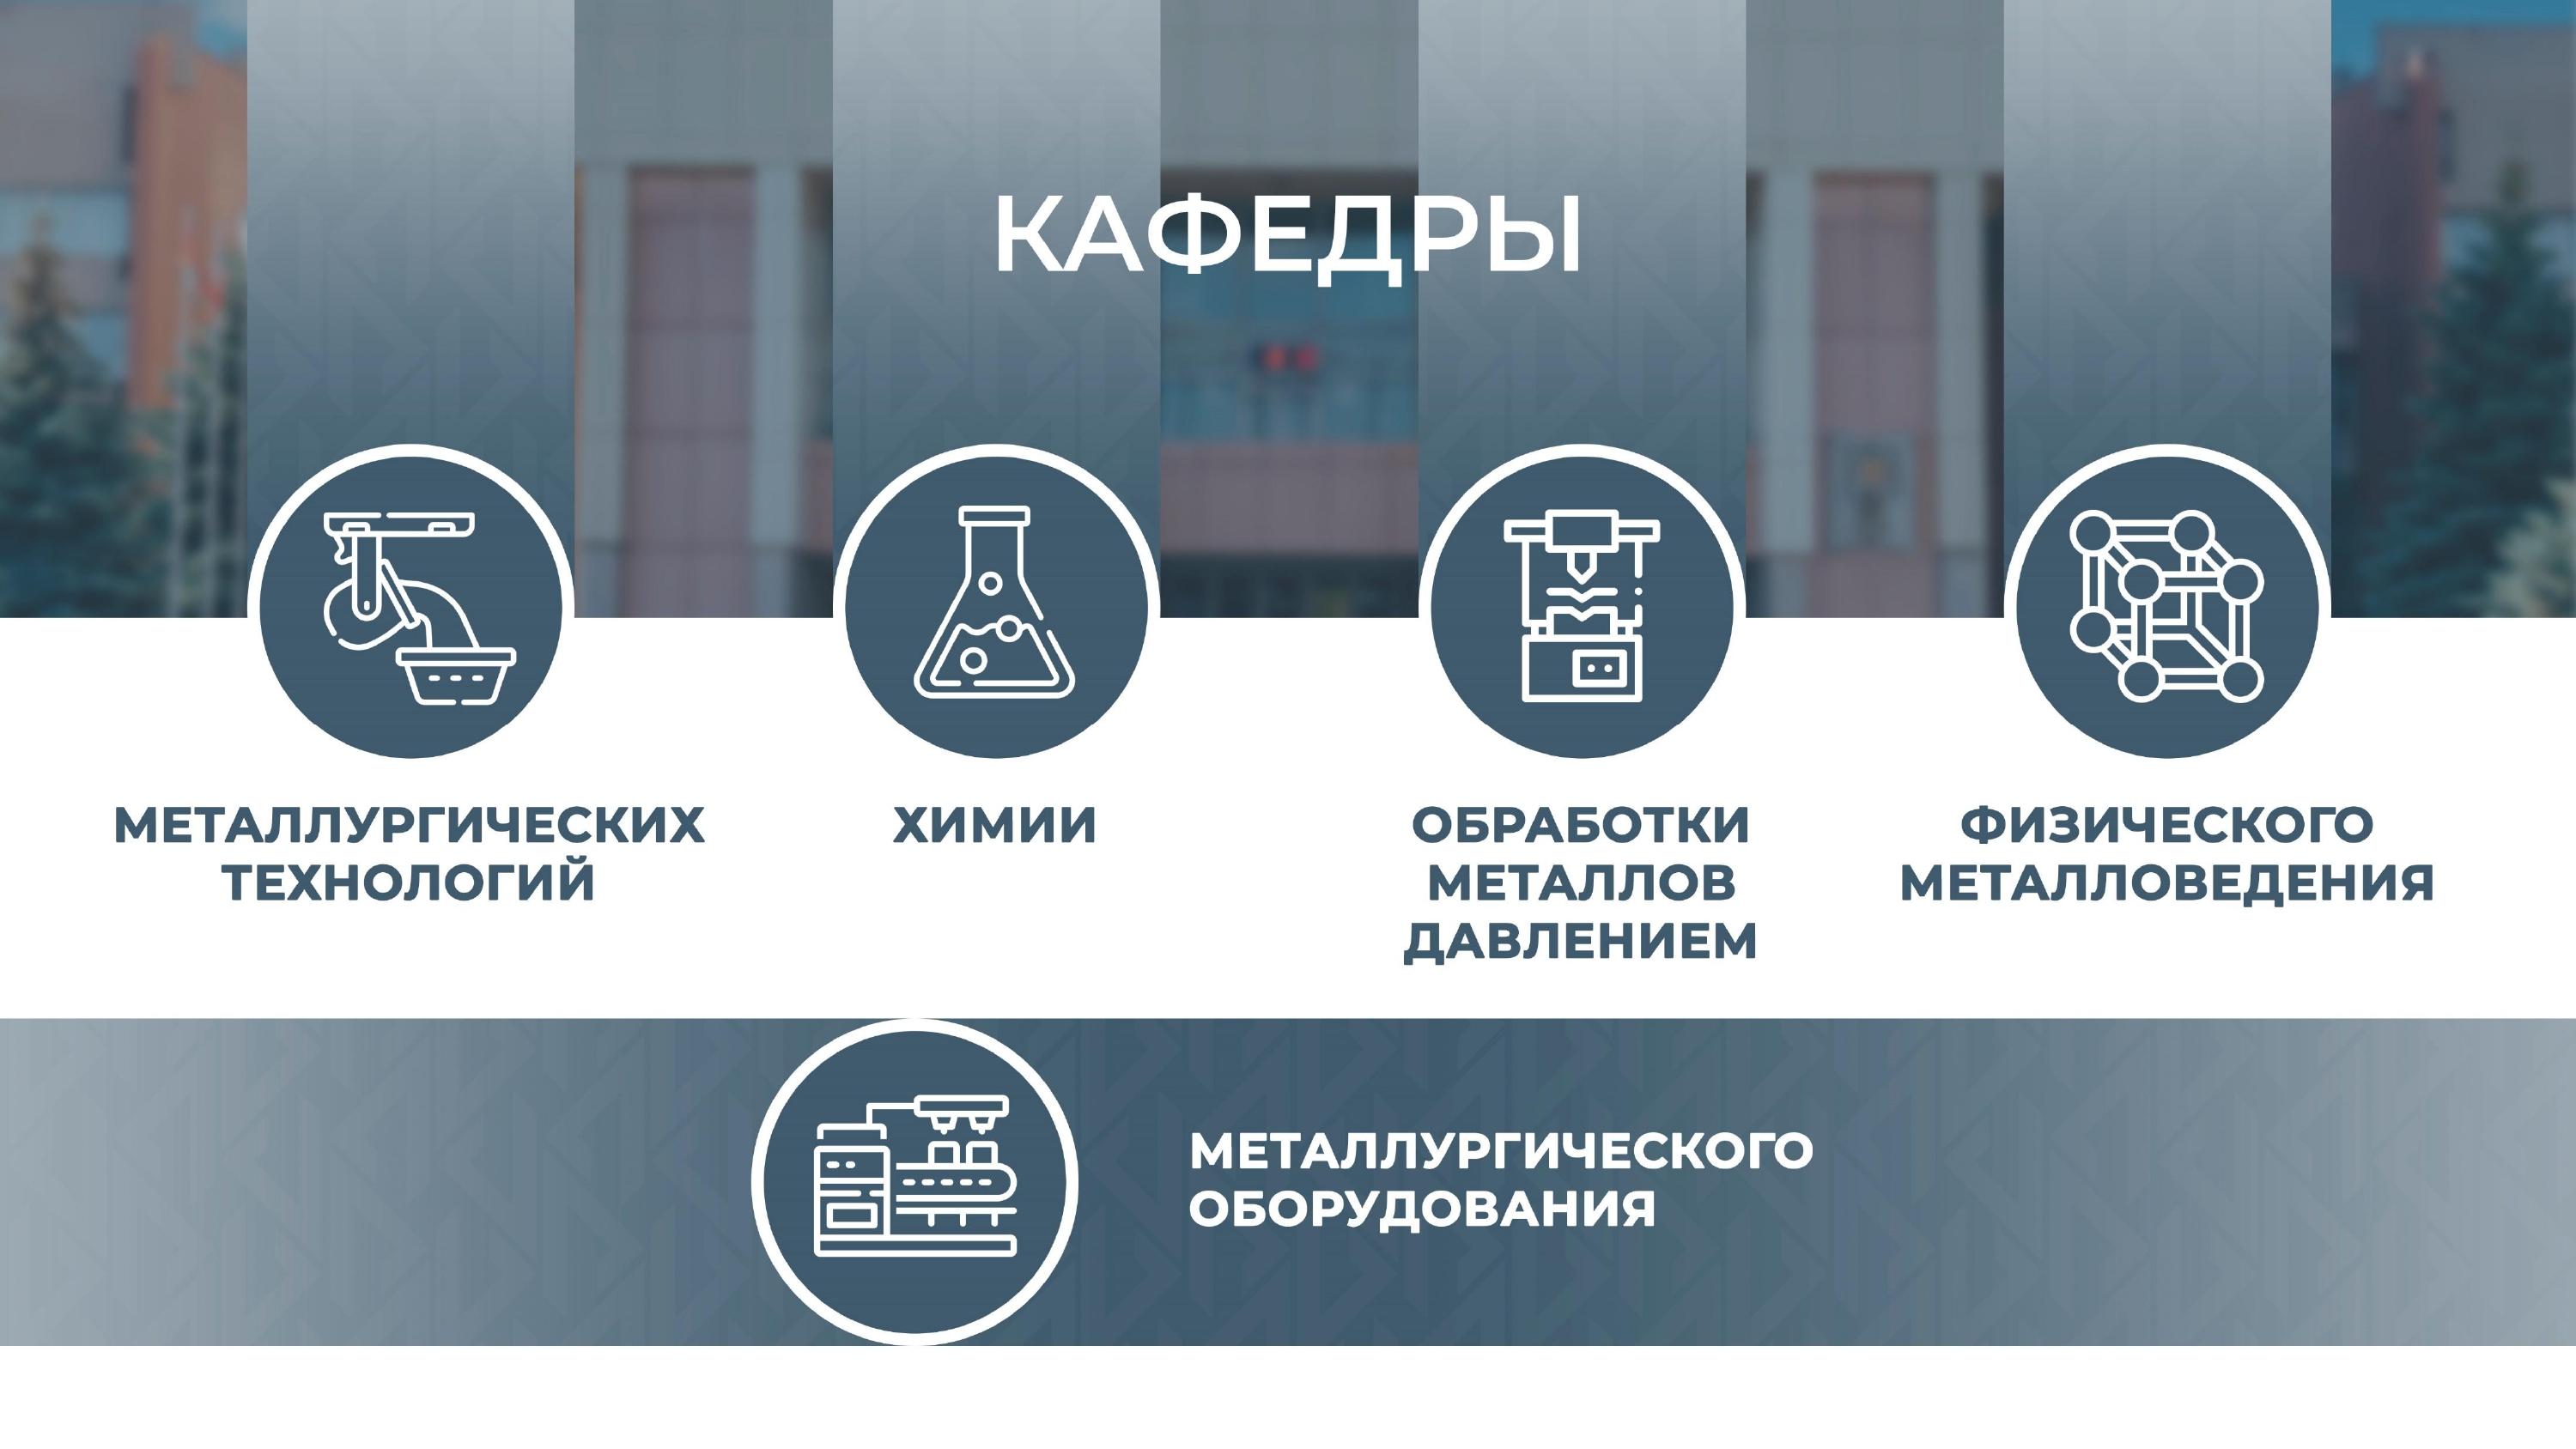 КАФЕДРЫ
МЕТАЛЛУРГИЧЕСКИХ
ТЕХНОЛОГИЙ
ХИМИИ
ОБРАБОТКИ
МЕТАЛЛОВ
ДАВЛЕНИЕМ
ФИЗИЧЕСКОГО
МЕТАЛЛОВЕДЕНИЯ
МЕТАЛЛУРГИЧЕСКОГО
ОБОРУДОВАНИЯ